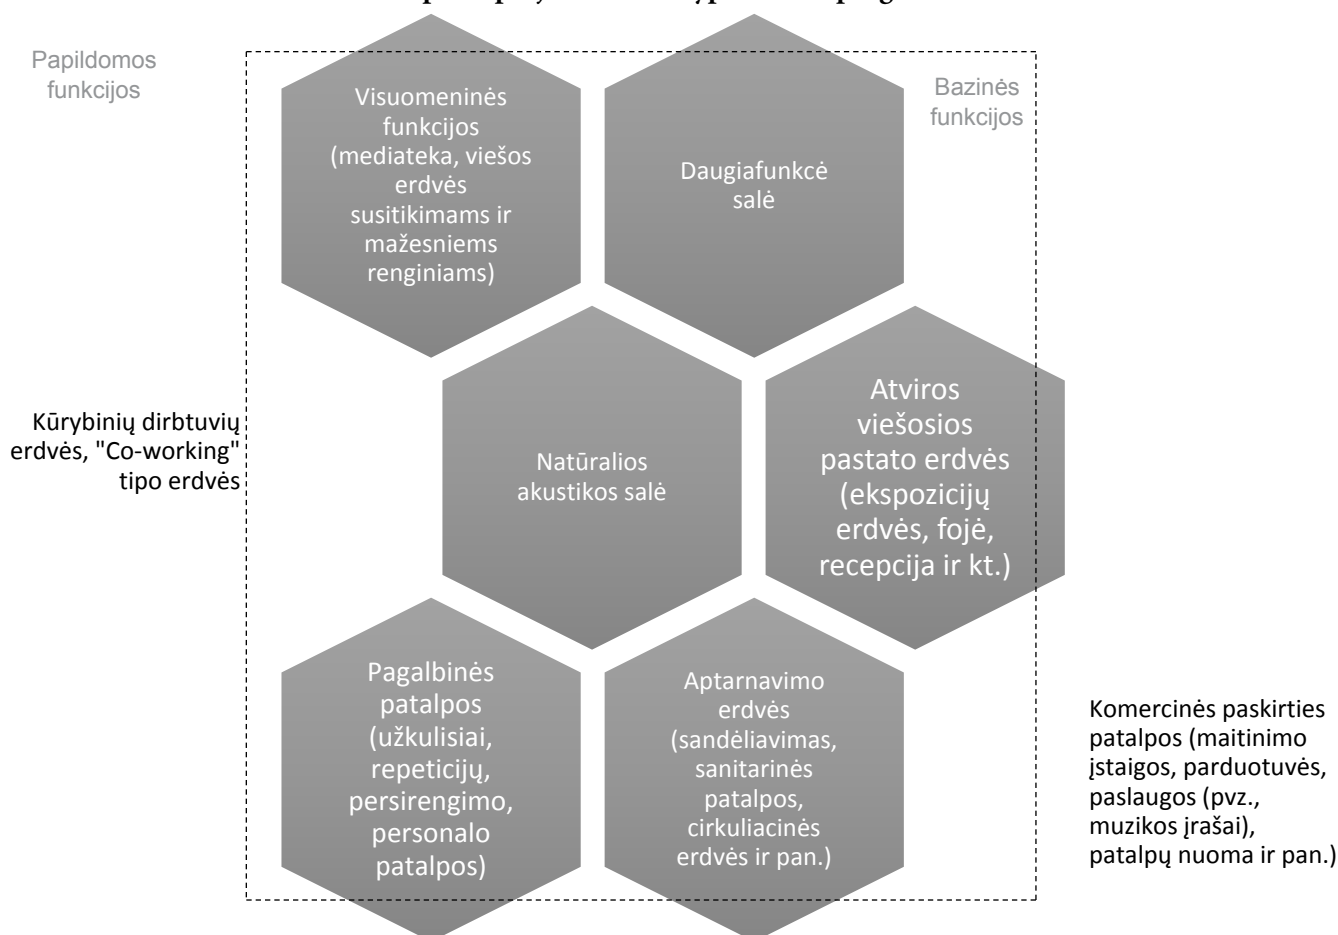 Papildomos
funkcijos
Bazinės
funkcijos
Visuomeninės
funkcijos
(mediateka, viešos
erdvės
susitikimams ir
mažesniems
renginiams)
Daugiafunkcė
salė
Kūrybinių dirbtuvių
erdvės, "Co-working"
tipo erdvės
Natūralios
akustikos salė
Atviros
viešosios
pastato erdvės
(ekspozicijų
erdvės, fojė,
recepcija ir kt.)
Pagalbinės
patalpos
(užkulisiai,
repeticijų,
persirengimo,
personalo
patalpos)
Aptarnavimo
erdvės
(sandėliavimas,
sanitarinės
patalpos,
cirkuliacinės
erdvės ir pan.)
Komercinės paskirties
patalpos (maitinimo
įstaigos, parduotuvės,
paslaugos (pvz.,
muzikos įrašai),
patalpų nuoma ir pan.)